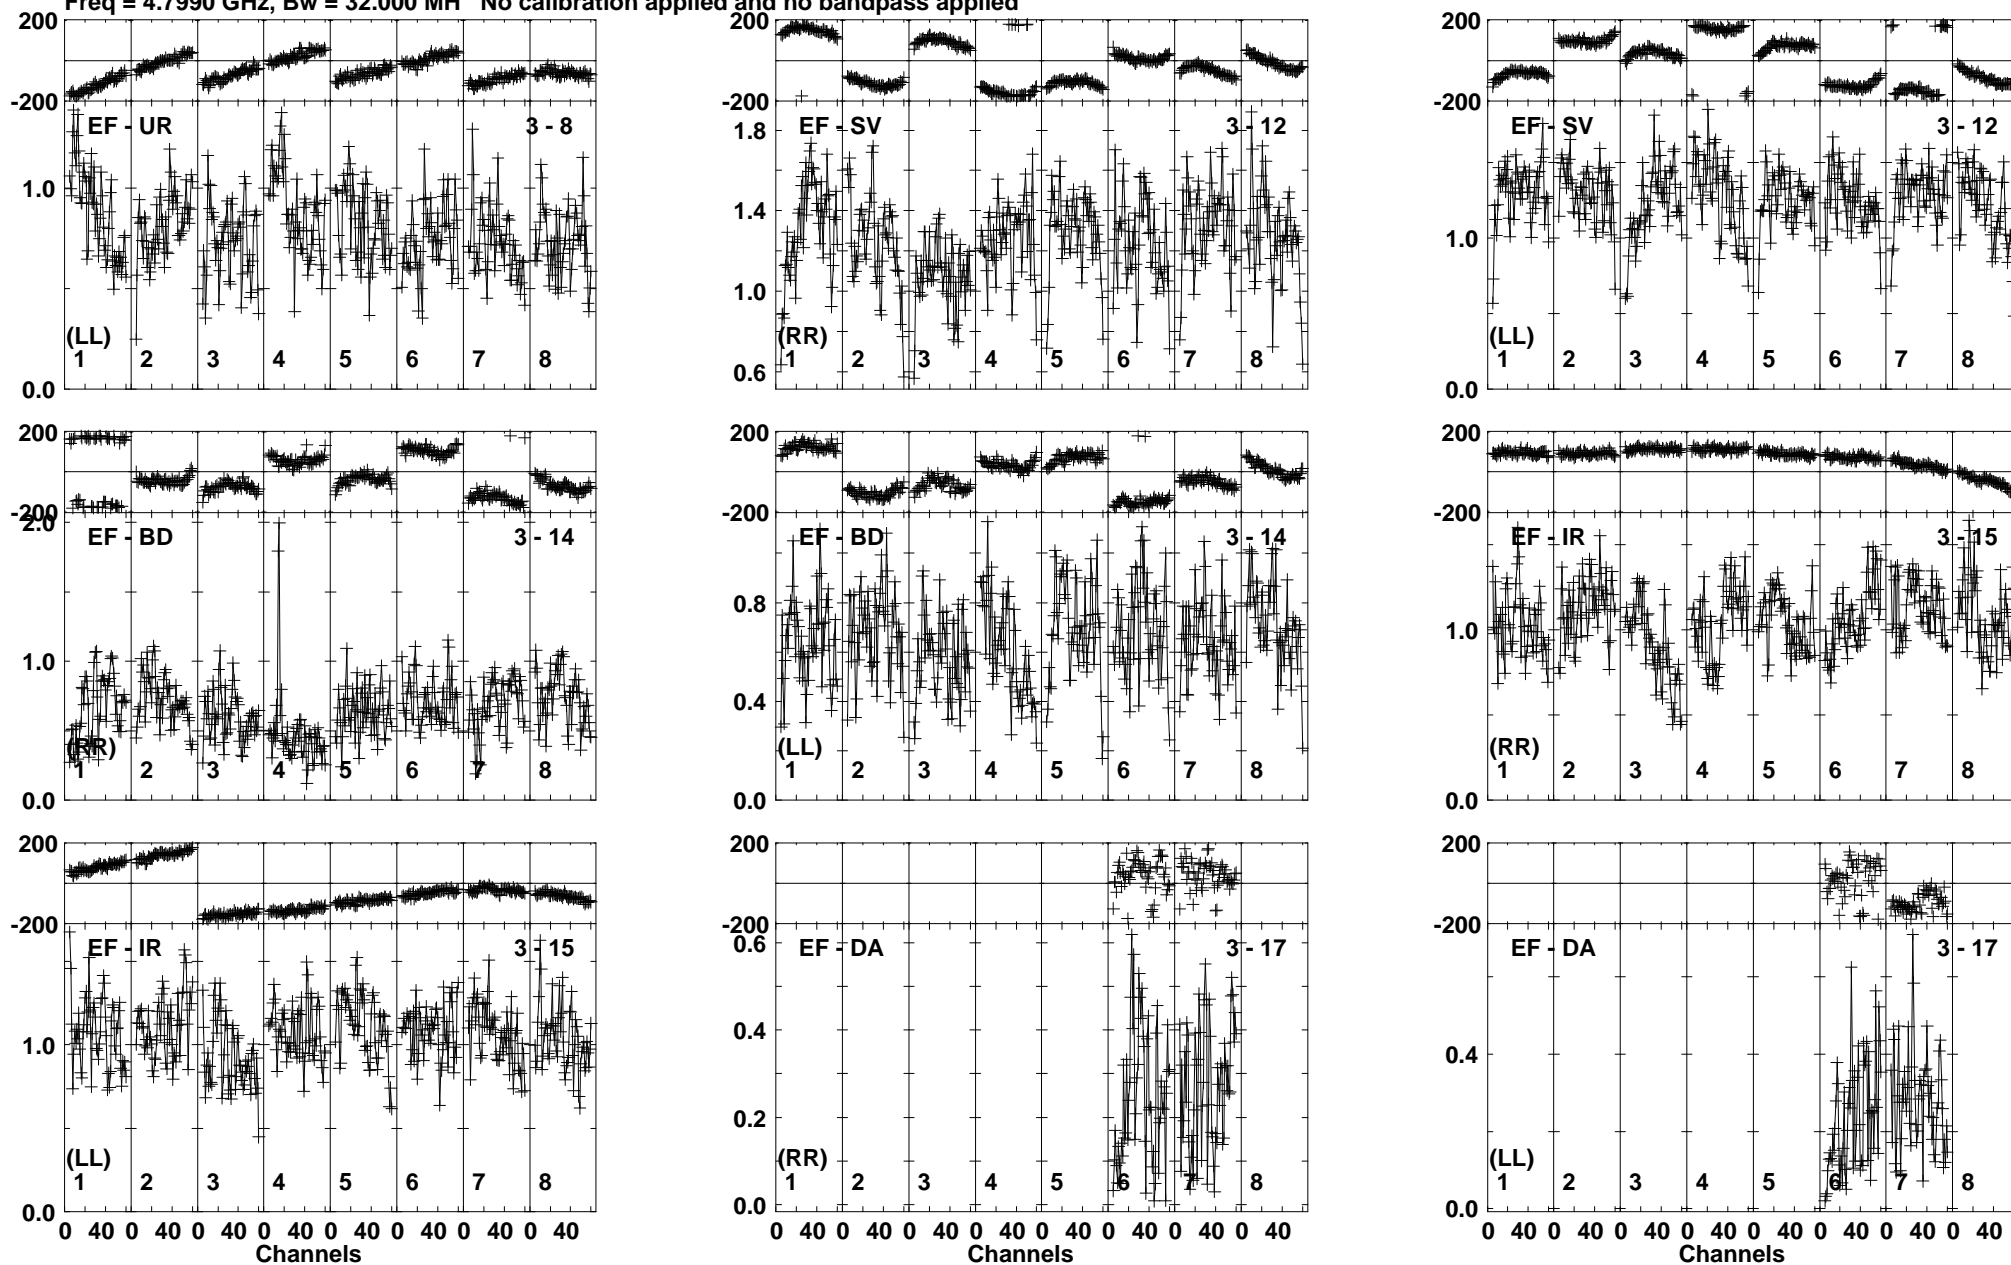 Freq = 4.7990 GHz, Bw = 32.000 MH No calibration applied and no bandpass applied
200
-200
EF - UR 3 - 8
1.0
0.0
(LL)
1 2 3 4 5 6 7 8
200
-200
EF - SV 3 - 12
1.8
1.4
1.0
0.6
(RR)
1 2 3 4 5 6 7 8
200
-200
EF - SV 3 - 12
1.0
0.0
(LL)
1 2 3 4 5 6 7 8
200
-200
2.0
EF - BD 3 - 14
1.0
0.0
(RR)
1 2 3 4 5 6 7 8
200
-200
EF - BD 3 - 14
0.8
0.4
0.0
(LL)
1 2 3 4 5 6 7 8
200
-200
EF - IR 3 - 15
1.0
0.0
(RR)
1 2 3 4 5 6 7 8
200
-200
EF - IR 3 - 15
1.0
0.0
(LL)
1 2 3 4 5 6 7 8
0 40 0 40 0 40 0 40 0 40 0 40 0 40 0 40
Channels
200
-200
0.6
EF - DA 3 - 17
0.4
0.2
0.0
(RR)
1 2 3 4 5 6 7 8
0 40 0 40 0 40 0 40 0 40 0 40 0 40 0 40
Channels
200
-200
EF - DA 3 - 17
0.4
0.0
(LL)
1 2 3 4 5 6 7 8
0 40 0 40 0 40 0 40 0 40 0 40 0 40 0 40
Channels